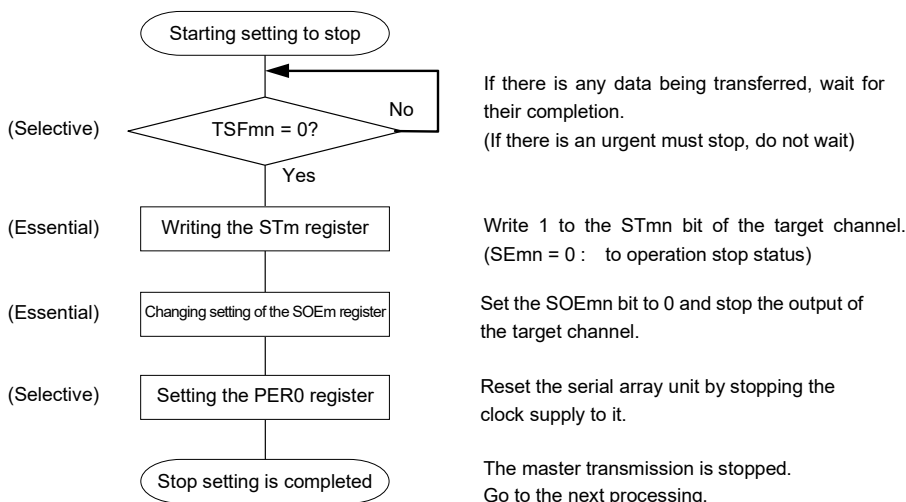 Starting setting to stop
If there is any data being transferred, wait for
their completion.
(If there is an urgent must stop, do not wait)
(Selective)
TSFmn = 0?
No
Yes
(Essential)
Writing the STm register
Write 1 to the STmn bit of the target channel.
(SEmn = 0 : to operation stop status)
(Essential)
Changing setting of the SOEm register
Set the SOEmn bit to 0 and stop the output of
the target channel.
(Selective)
Setting the PER0 register
Reset the serial array unit by stopping the
clock supply to it.
Stop setting is completed
The master transmission is stopped.
Go to the next processing.